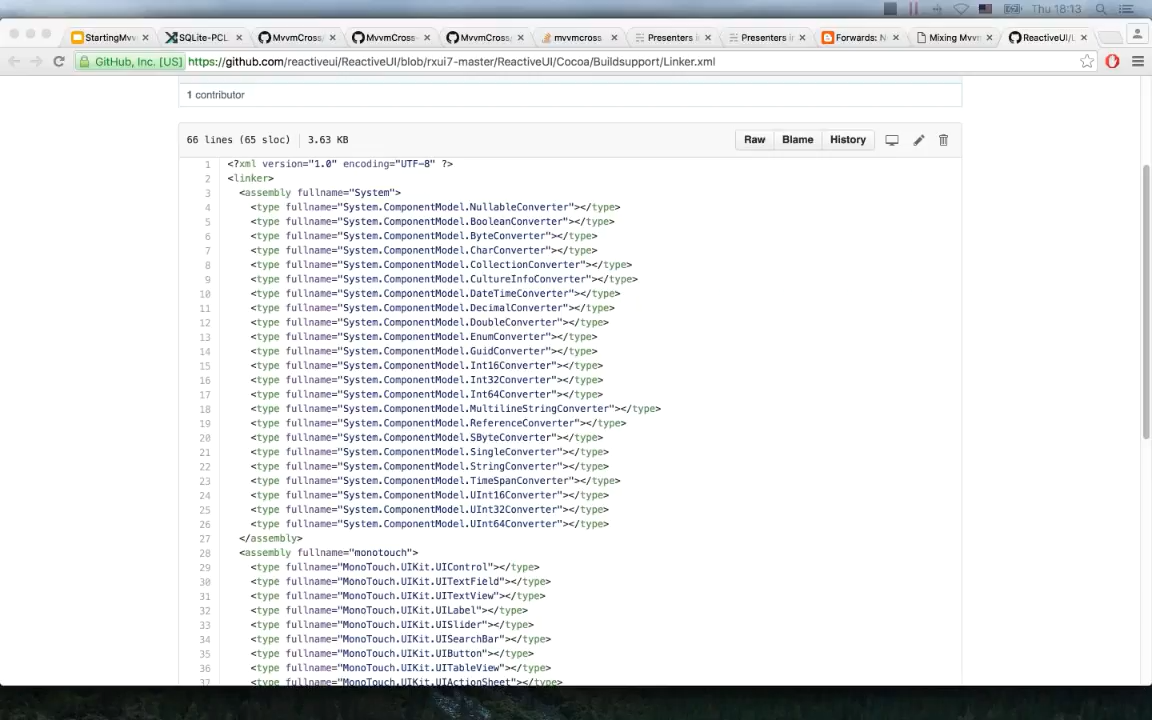 Thu 18:13
StartingMvv
SQLite-PCL
MvvmCross/
MvvmCross-
MvvmCross/
mvvmcross
Presenters i
Presenters in
Forwards: N
Mixing Mvv
ReactiveUI/
GitHub, Inc. [US]
https://github.com/reactiveui/ReactiveUI/blob/rxui7-master/ReactiveUI/Cocoa/Buildsupport/Linker.xml
1 contributor
66 lines (65 sloc) 3.63 KB
Raw
Blame
History
1 <?xml version="1.0" encoding="UTF-8" ?>
2 <linker>
3 <assembly fullname="System">
4 <type fullname="System.ComponentModel.NullableConverter"></type>
5 <type fullname="System.ComponentModel.BooleanConverter"></type>
6 <type fullname="System.ComponentModel.ByteConverter"></type>
7 <type fullname="System.ComponentModel.CharConverter"></type>
8 <type fullname="System.ComponentModel.CollectionConverter"></type>
9 <type fullname="System.ComponentModel.CultureInfoConverter"></type>
10 <type fullname="System.ComponentModel.DateTimeConverter"></type>
11 <type fullname="System.ComponentModel.DecimalConverter"></type>
12 <type fullname="System.ComponentModel.DoubleConverter"></type>
13 <type fullname="System.ComponentModel.EnumConverter"></type>
14 <type fullname="System.ComponentModel.GuidConverter"></type>
15 <type fullname="System.ComponentModel.Int16Converter"></type>
16 <type fullname="System.ComponentModel.Int32Converter"></type>
17 <type fullname="System.ComponentModel.Int64Converter"></type>
18 <type fullname="System.ComponentModel.MultilineStringConverter"></type>
19 <type fullname="System.ComponentModel.ReferenceConverter"></type>
20 <type fullname="System.ComponentModel.SByteConverter"></type>
21 <type fullname="System.ComponentModel.SingleConverter"></type>
22 <type fullname="System.ComponentModel.StringConverter"></type>
23 <type fullname="System.ComponentModel.TimeSpanConverter"></type>
24 <type fullname="System.ComponentModel.UInt16Converter"></type>
25 <type fullname="System.ComponentModel.UInt32Converter"></type>
26 <type fullname="System.ComponentModel.UInt64Converter"></type>
27 </assembly>
28 <assembly fullname="monotouch">
29 <type fullname="MonoTouch.UIKit.UIControl"></type>
30 <type fullname="MonoTouch.UIKit.UITextField"></type>
31 <type fullname="MonoTouch.UIKit.UITextView"></type>
32 <type fullname="MonoTouch.UIKit.UILabel"></type>
33 <type fullname="MonoTouch.UIKit.UISlider"></type>
34 <type fullname="MonoTouch.UIKit.UISearchBar"></type>
35 <type fullname="MonoTouch.UIKit.UIButton"></type>
36 <type fullname="MonoTouch.UIKit.UITableView"></type>
37 <type fullname="MonoTouch.UIKit.UIActionSheet"></type>